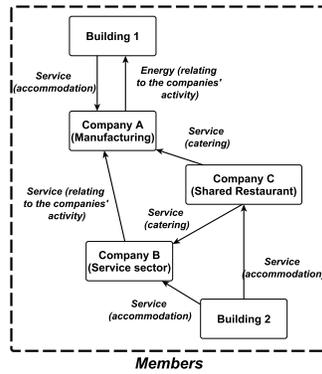 Building 1
Service
(accommodation)
Energy (relating
to the companies'
activity)
Company A
(Manufacturing)
Service
(catering)
Company C
(Shared Restaurant)
Service (relating
to the companies'
activity)
Service
(catering)
Company B
(Service sector)
Service
(accommodation)
Service
(accommodation)
Building 2
Members